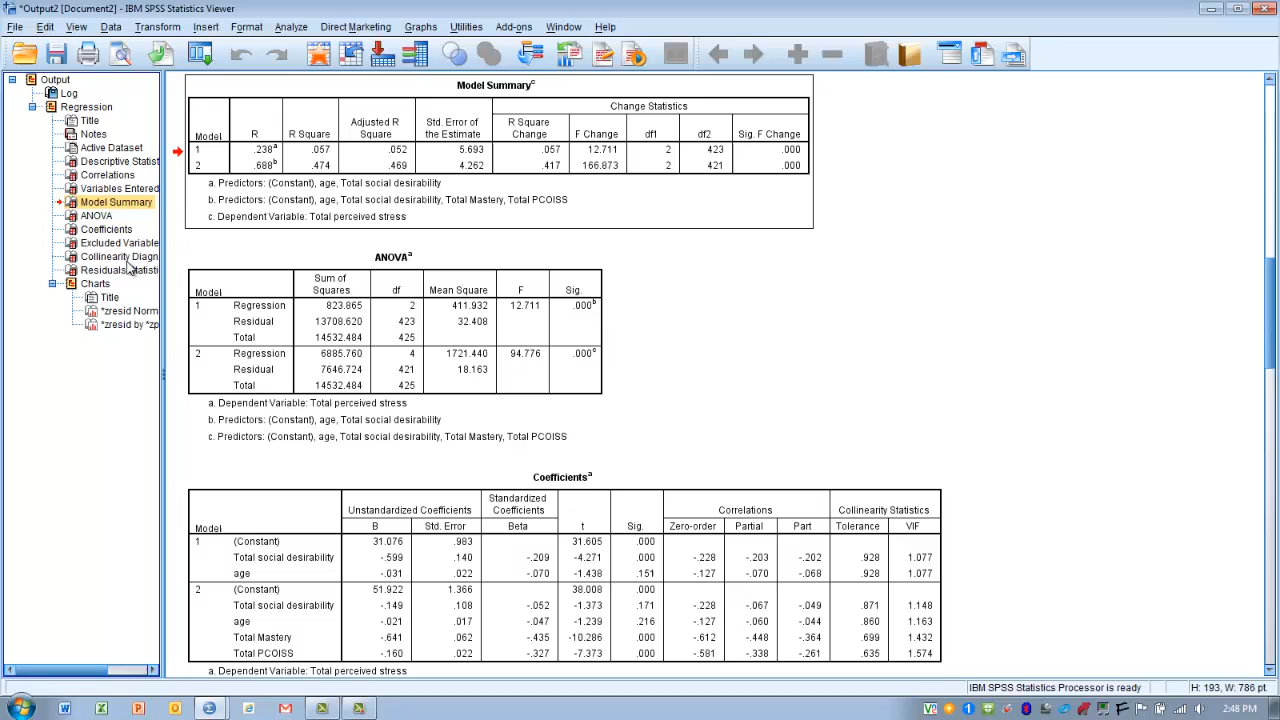 *Output2 [Document2] - IBM SPSS Statistics Viewer
File Edit View Data Transform Insert Format Analyze Direct Marketing Graphs Utilities Add-ons Window Help
Output
Log
Regression
Title
Notes
Active Dataset
Descriptive Statist
Correlations
Variables Entered
Model Summary
ANOVA
Coefficients
Excluded Variable
Collinearity Diagn
Residuals Statisti
Charts
Title
*zresid Norm
*zresid by *zp
Model Summaryc
Model R R Square Adjusted R Square Std. Error of the Estimate Change Statistics
R Square Change F Change df1 df2 Sig. F Change
1 .238a .057 .052 5.693 .057 12.711 2 423 .000
2 .688b .474 .469 4.262 .417 166.873 2 421 .000
a. Predictors: (Constant), age, Total social desirability
b. Predictors: (Constant), age, Total social desirability, Total Mastery, Total PCOISS
c. Dependent Variable: Total perceived stress
ANOVAa
Model Sum of Squares df Mean Square F Sig.
1 Regression 823.865 2 411.932 12.711 .000b
Residual 13708.620 423 32.408
Total 14532.484 425
2 Regression 6885.760 4 1721.440 94.776 .000c
Residual 7646.724 421 18.163
Total 14532.484 425
a. Dependent Variable: Total perceived stress
b. Predictors: (Constant), age, Total social desirability
c. Predictors: (Constant), age, Total social desirability, Total Mastery, Total PCOISS
Coefficientsa
Model Unstandardized Coefficients Standardized Coefficients t Sig. Correlations Collinearity Statistics
B Std. Error Beta Zero-order Partial Part Tolerance VIF
1 (Constant) 31.076 .983 31.605 .000
Total social desirability -.599 .140 -.209 -4.271 .000 -.228 -.203 -.202 .928 1.077
age -.031 .022 -.070 -1.438 .151 -.127 -.070 -.068 .928 1.077
2 (Constant) 51.922 1.366 38.008 .000
Total social desirability -.149 .108 -.052 -1.373 .171 -.228 -.067 -.049 .871 1.148
age -.021 .017 -.047 -1.239 .216 -.127 -.060 -.044 .860 1.163
Total Mastery -.641 .062 -.435 -10.286 .000 -.612 -.448 -.364 .699 1.432
Total PCOISS -.160 .022 -.327 -7.373 .000 -.581 -.338 -.261 .635 1.574
a. Dependent Variable: Total perceived stress
IBM SPSS Statistics Processor is ready H: 193, W: 786 pt.
2:48 PM